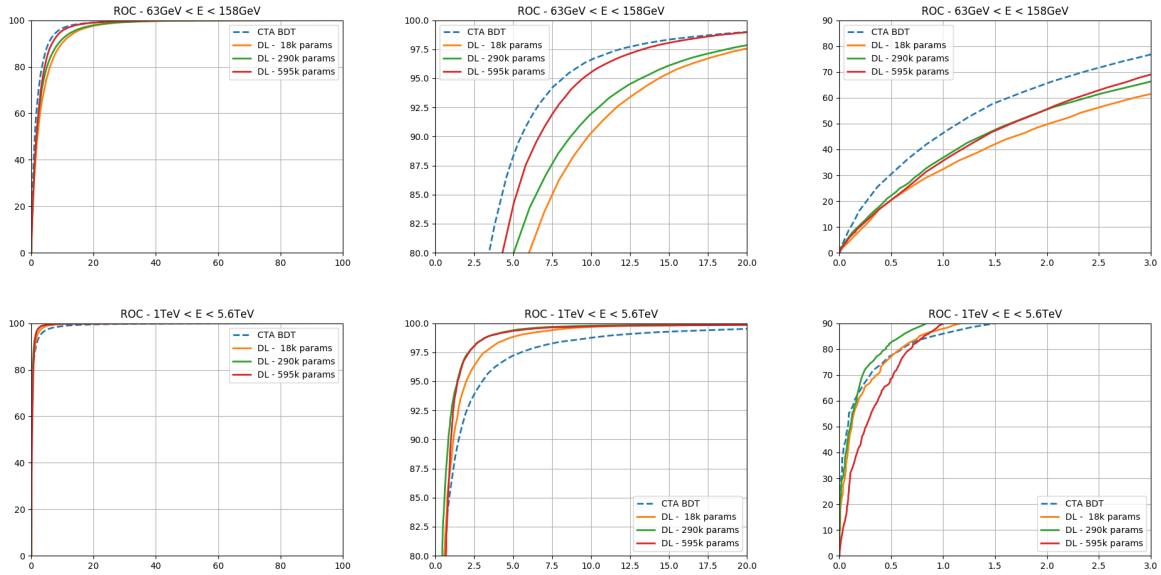 ROC - 63GeV < E < 158GeV
100
80
60
40
20
0
0 20 40 60 80 100
CTA BDT
DL - 18k params
DL - 290k params
DL - 595k params
ROC - 63GeV < E < 158GeV
100.0
97.5
95.0
92.5
90.0
87.5
85.0
82.5
80.0
0.0 2.5 5.0 7.5 10.0 12.5 15.0 17.5 20.0
CTA BDT
DL - 18k params
DL - 290k params
DL - 595k params
ROC - 63GeV < E < 158GeV
90
80
70
60
50
40
30
20
10
0
0.0 0.5 1.0 1.5 2.0 2.5 3.0
CTA BDT
DL - 18k params
DL - 290k params
DL - 595k params
ROC - 1TeV < E < 5.6TeV
100
80
60
40
20
0
0 20 40 60 80 100
CTA BDT
DL - 18k params
DL - 290k params
DL - 595k params
ROC - 1TeV < E < 5.6TeV
100.0
97.5
95.0
92.5
90.0
87.5
85.0
82.5
80.0
0.0 2.5 5.0 7.5 10.0 12.5 15.0 17.5 20.0
CTA BDT
DL - 18k params
DL - 290k params
DL - 595k params
ROC - 1TeV < E < 5.6TeV
90
80
70
60
50
40
30
20
10
0
0.0 0.5 1.0 1.5 2.0 2.5 3.0
CTA BDT
DL - 18k params
DL - 290k params
DL - 595k params